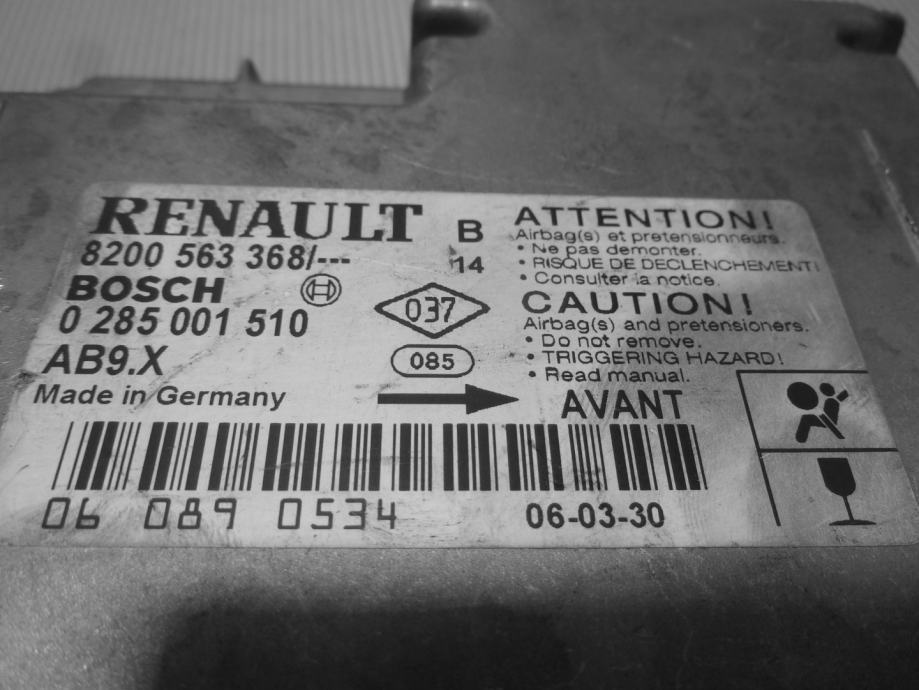 RENAULT
8200 563 368/---
B
14
BOSCH
0 285 001 510
037
AB9.X
085
Made in Germany
ATTENTION!
Airbag(s) et pretensionneurs.
• Ne pas demonter.
• RISQUE DE DECLENCHEMENT!
• Consulter la notice.
CAUTION!
Airbag(s) and pretensioners.
• Do not remove.
• TRIGGERING HAZARD!
• Read manual.
AVANT
06 089 0534
06-03-30